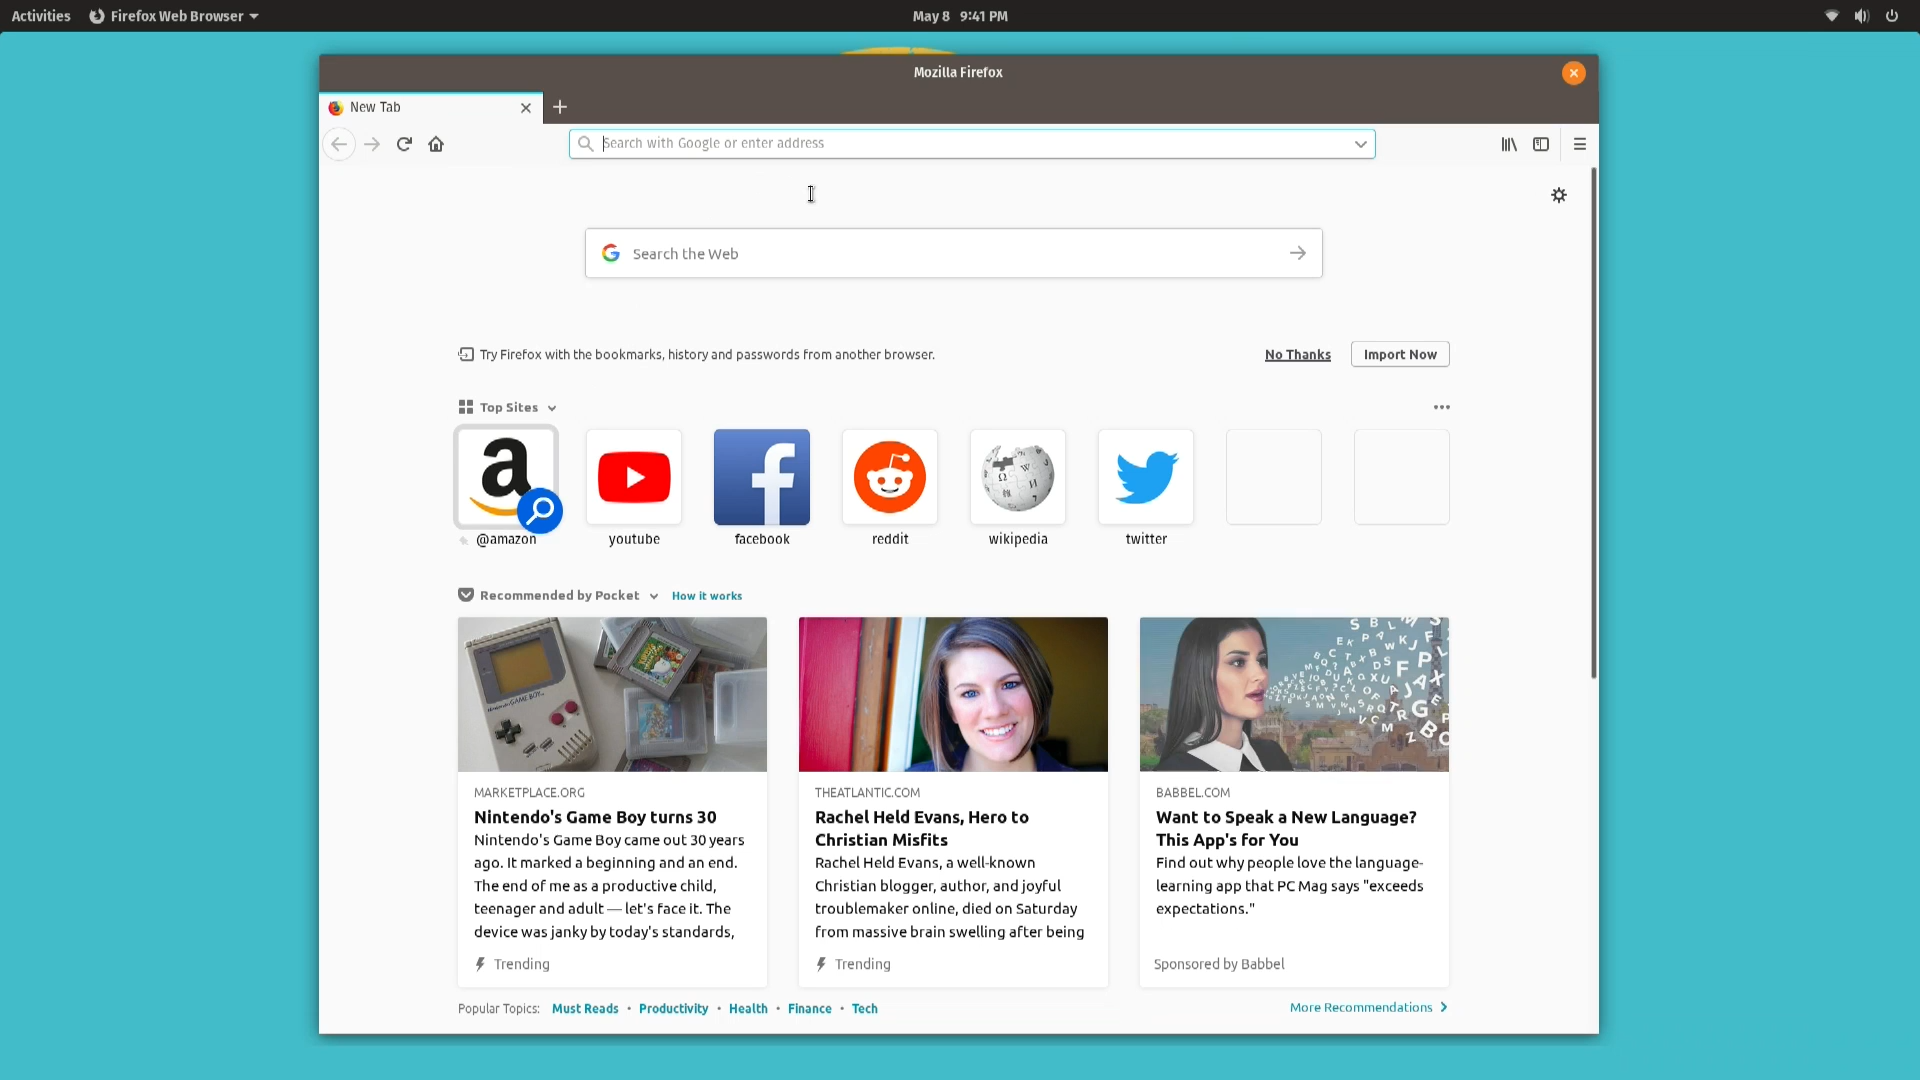 Activities Firefox Web Browser May 8 9:41 PM
Mozilla Firefox
New Tab
Search with Google or enter address
Search the Web
Try Firefox with the bookmarks, history and passwords from another browser. No Thanks Import Now
Top Sites
@amazon youtube facebook reddit wikipedia twitter
Recommended by Pocket How it works
MARKETPLACE.ORG
Nintendo's Game Boy turns 30
Nintendo's Game Boy came out 30 years
ago. It marked a beginning and an end.
The end of me as a productive child,
teenager and adult — let's face it. The
device was janky by today's standards,
Trending
THEATLANTIC.COM
Rachel Held Evans, Hero to
Christian Misfits
Rachel Held Evans, a well-known
Christian blogger, author, and joyful
troublemaker online, died on Saturday
from massive brain swelling after being
Trending
BABBEL.COM
Want to Speak a New Language?
This App's for You
Find out why people love the language-
learning app that PC Mag says "exceeds
expectations."
Sponsored by Babbel
Popular Topics: Must Reads • Productivity • Health • Finance • Tech More Recommendations